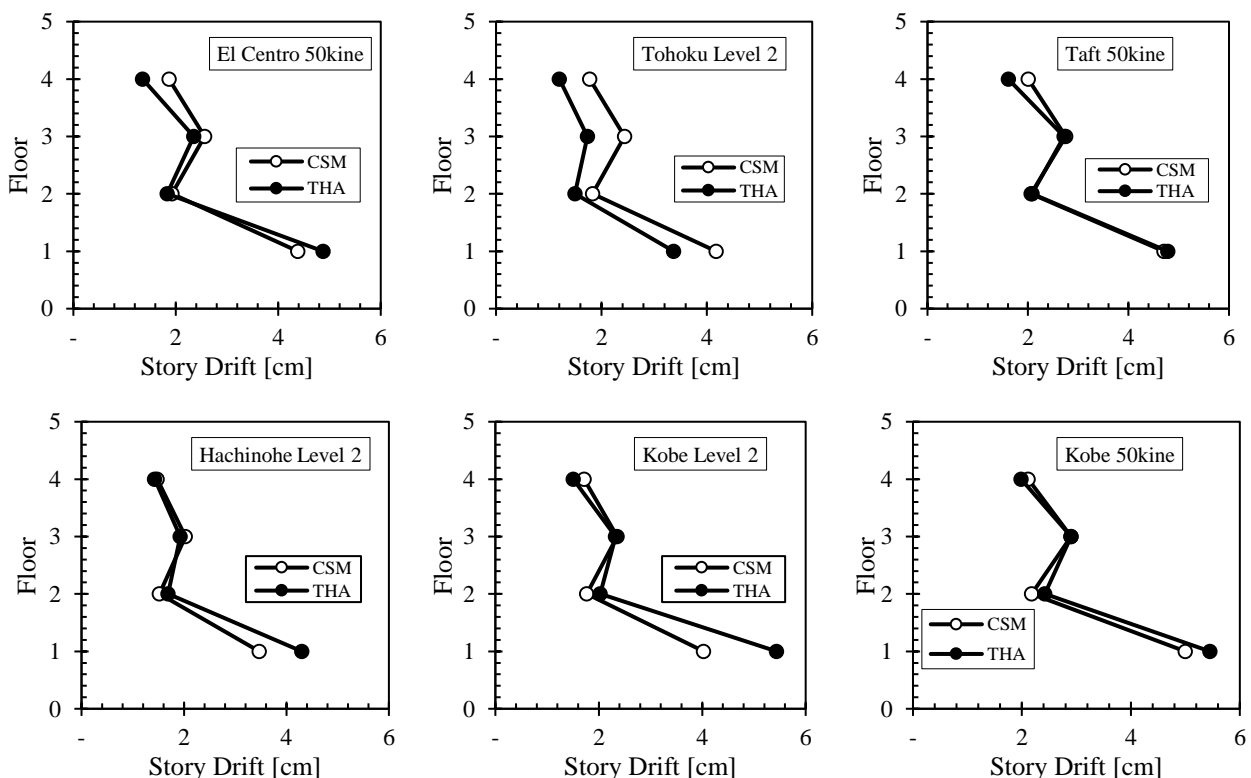 5
El Centro 50kine
4
3
Floor
CSM
THA
2
1
0
-
2
4
6
Story Drift [cm]
5
Tohoku Level 2
4
3
Floor
CSM
THA
2
1
0
-
2
4
6
Story Drift [cm]
5
Taft 50kine
4
3
Floor
CSM
THA
2
1
0
-
2
4
6
Story Drift [cm]
5
Hachinohe Level 2
4
3
Floor
CSM
THA
2
1
0
-
2
4
6
Story Drift [cm]
5
Kobe Level 2
4
3
Floor
CSM
THA
2
1
0
-
2
4
6
Story Drift [cm]
5
Kobe 50kine
4
3
Floor
2
CSM
THA
1
0
-
2
4
6
Story Drift [cm]